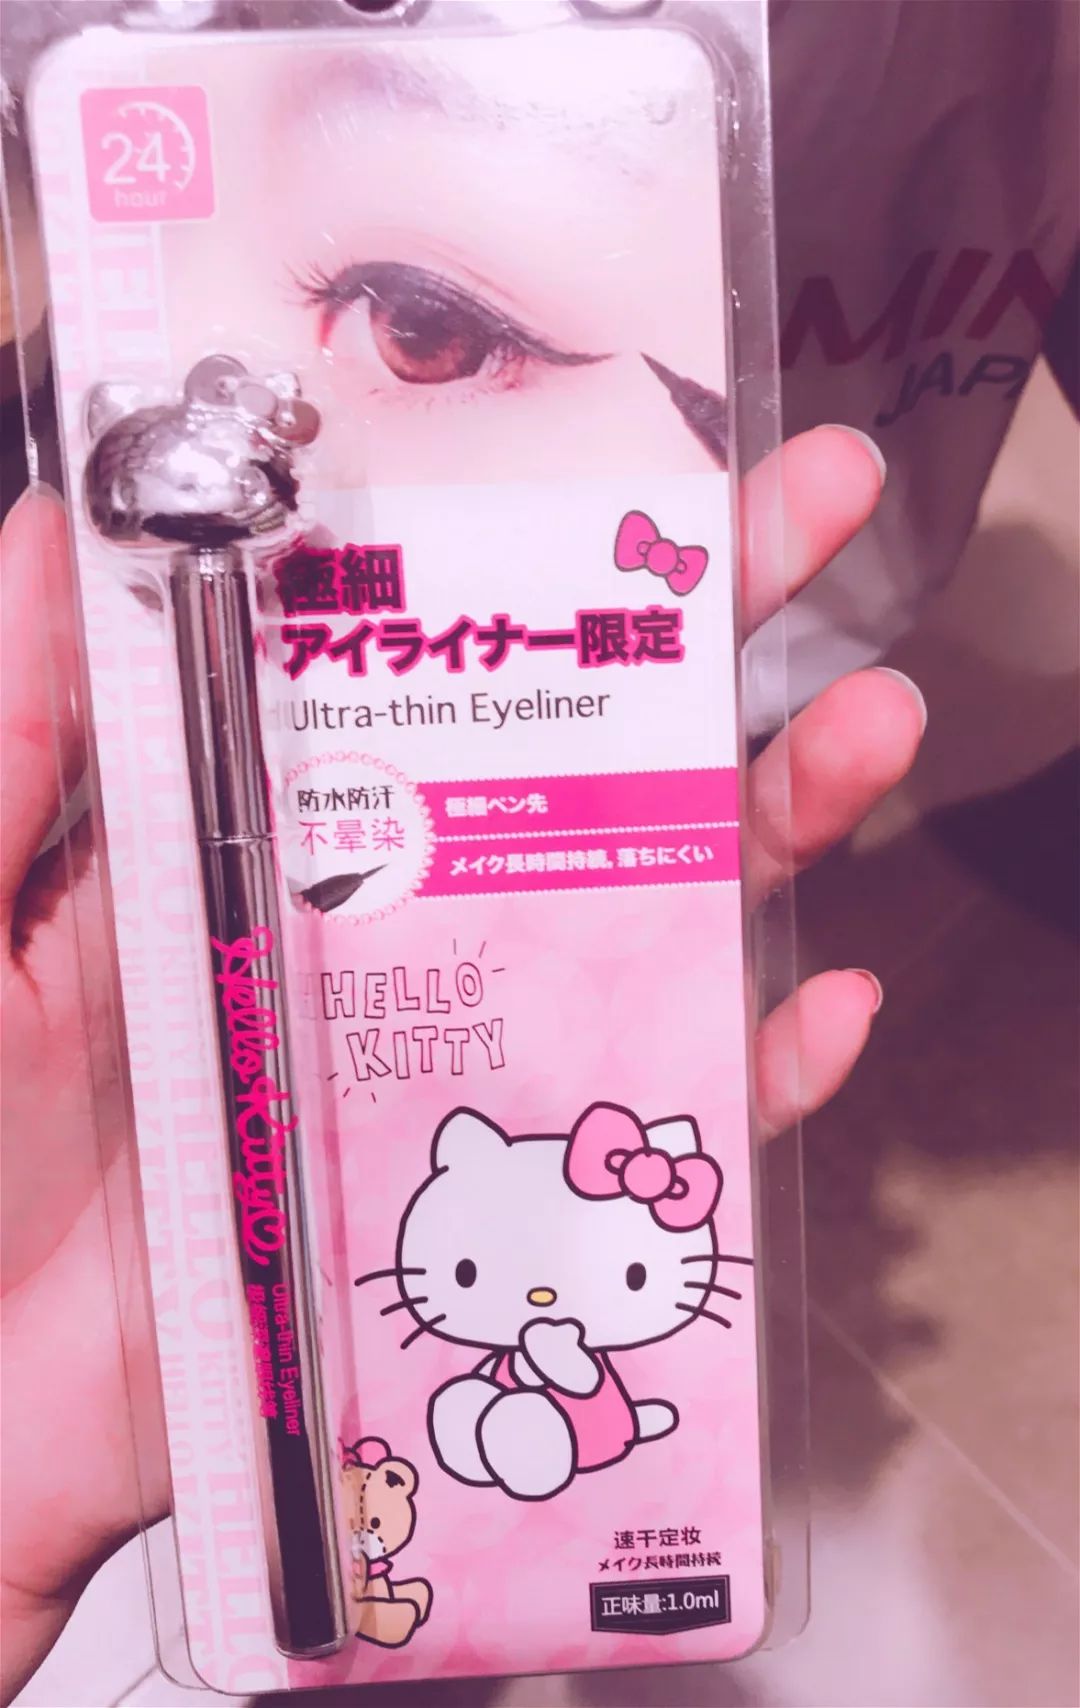 24
hour
極細
アイライナー限定
Ultra-thin Eyeliner
防水防汗
不暈染
極細ペン先
メイク長時間持続。落ちにくい
HELLO
KITTY
Hello Kitty
Ultra-thin Eyeliner
速干定妆
メイク長時間持続
正味量:1.0ml
MIN
JAPA